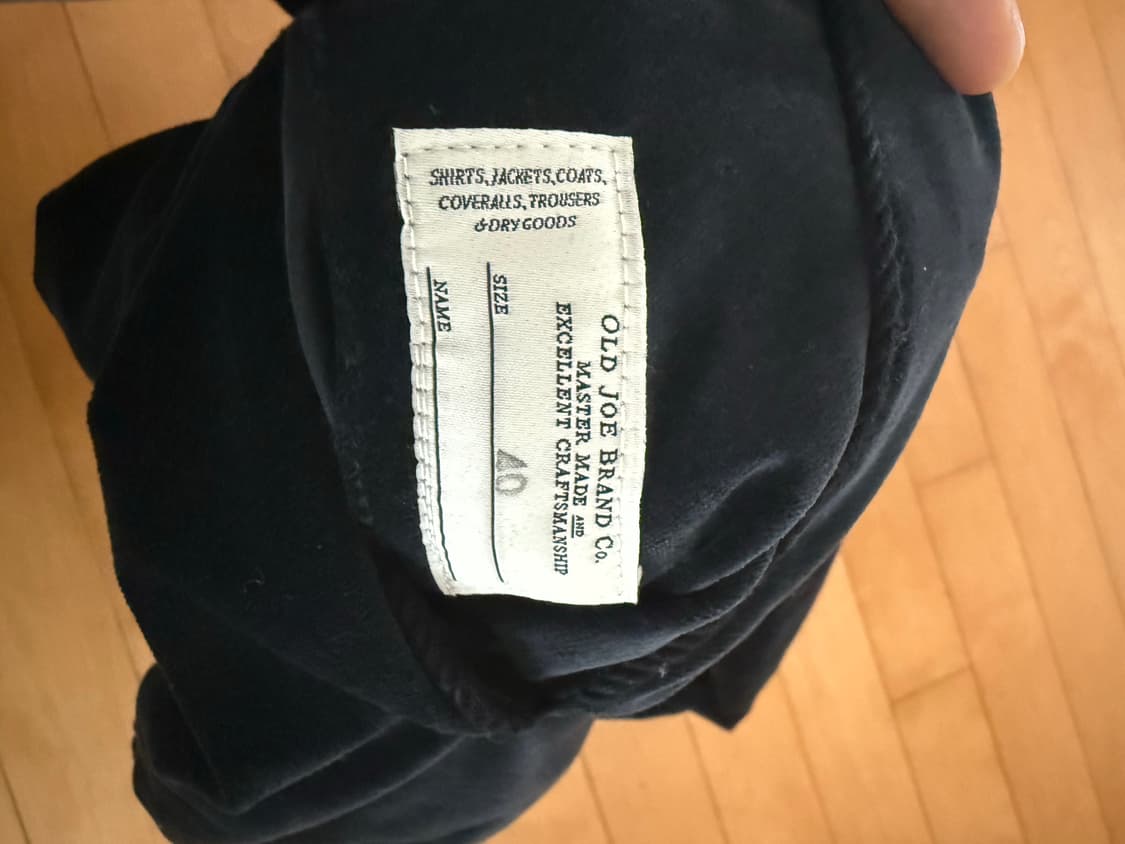 SHIRTS, JACKETS, COATS,
COVERALLS, TROUSERS
& DRY GOODS
OLD JOE BRAND CO.
MASTER MADE AND
EXCELLENT CRAFTSMANSHIP
SIZE 40
NAME